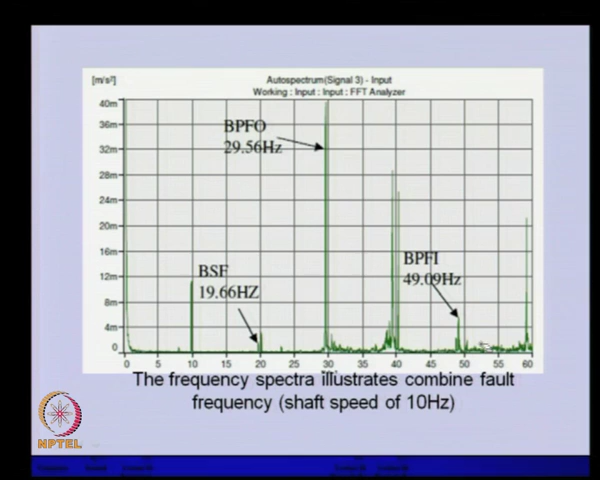 [m/s²]
Autospectrum(Signal 3) - Input
Working : Input : Input : FFT Analyzer
40m
36m
32m
28m
24m
20m
16m
12m
8m
4m
0
BPFO
29.56Hz
BSF
19.66HZ
BPFI
49.09Hz
0 5 10 15 20 25 30 35 40 45 50 55 60
The frequency spectra illustrates combine fault
frequency (shaft speed of 10Hz)
NPTEL